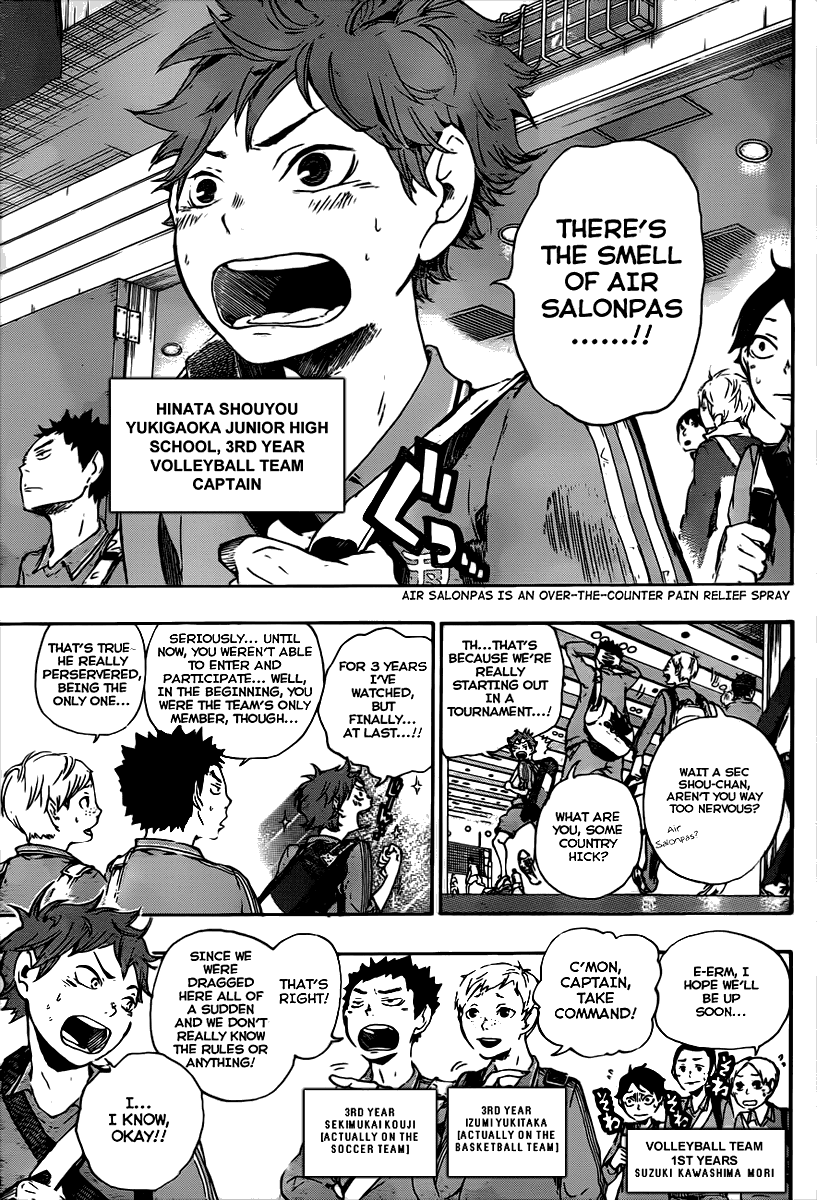 THERE'S
THE SMELL
OF AIR
SALONPAS
......!!
HINATA SHOUYOU
YUKIGAOKA JUNIOR HIGH
SCHOOL, 3RD YEAR
VOLLEYBALL TEAM
CAPTAIN
AIR SALONPAS IS AN OVER-THE-COUNTER PAIN RELIEF SPRAY
TH...THAT'S
BECAUSE WE'RE
REALLY
STARTING OUT
IN A
TOURNAMENT...!
WAIT A SEC
SHOU-CHAN,
AREN'T YOU WAY
TOO NERVOUS?
Air
Salonpas?
WHAT ARE
YOU, SOME
COUNTRY
HICK?
FOR 3 YEARS
I'VE
WATCHED,
BUT
FINALLY...
AT LAST...!!
SERIOUSLY... UNTIL
NOW, YOU WEREN'T ABLE
TO ENTER AND
PARTICIPATE... WELL,
IN THE BEGINNING, YOU
WERE THE TEAM'S ONLY
MEMBER, THOUGH...
THAT'S TRUE~
HE REALLY
PERSERVERED,
BEING THE
ONLY ONE...
E-ERM, I
HOPE WE'LL
BE UP
SOON...
VOLLEYBALL TEAM
1ST YEARS
SUZUKI KAWASHIMA MORI
C'MON,
CAPTAIN,
TAKE
COMMAND!
3RD YEAR
IZUMI YUKITAKA
[ACTUALLY ON THE
BASKETBALL TEAM]
3RD YEAR
SEKIMUKAI KOUJI
[ACTUALLY ON THE
SOCCER TEAM]
THAT'S
RIGHT!
SINCE WE
WERE
DRAGGED
HERE ALL OF
A SUDDEN
AND WE DON'T
REALLY KNOW
THE RULES OR
ANYTHING!
I...
I KNOW,
OKAY!!